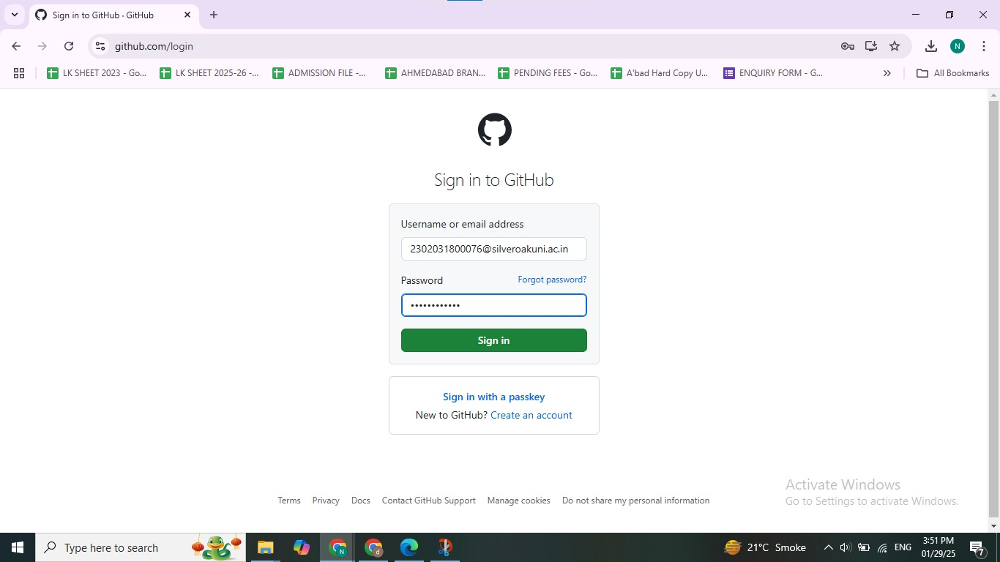 Sign in to GitHub · GitHub
github.com/login
N
LK SHEET 2023 - Go...
LK SHEET 2025-26 -...
ADMISSION FILE -...
AHMEDABAD BRAN...
PENDING FEES - Go...
A'bad Hard Copy U...
ENQUIRY FORM - G...
All Bookmarks
Sign in to GitHub
Username or email address
2302031800076@silveroakuni.ac.in
Password Forgot password?
••••••••••••
Sign in
Sign in with a passkey
New to GitHub? Create an account
Terms Privacy Docs Contact GitHub Support Manage cookies Do not share my personal information
Activate Windows
Go to Settings to activate Windows.
Type here to search
N
d
21°C Smoke
ENG
3:51 PM
01/29/25
7